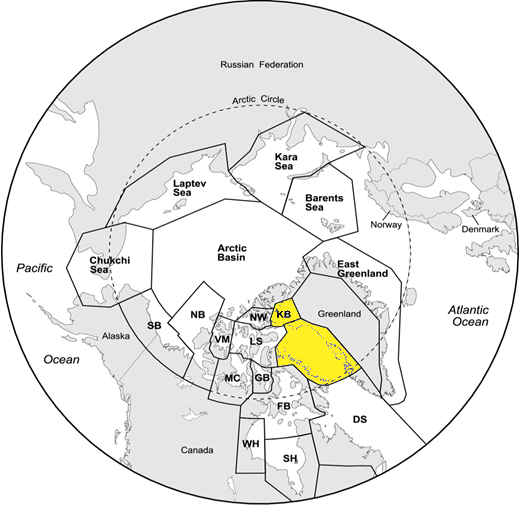 Russian Federation
Arctic Circle
Kara
Sea
Laptev
Sea
Barents
Sea
Norway
Denmark
Arctic
Basin
Chukchi
Sea
East
Greenland
Pacific
Ocean
Atlantic
Ocean
Alaska
SB
NB
NW
KB
Greenland
VM
LS
MC
GB
FB
DS
WH
SH
Canada